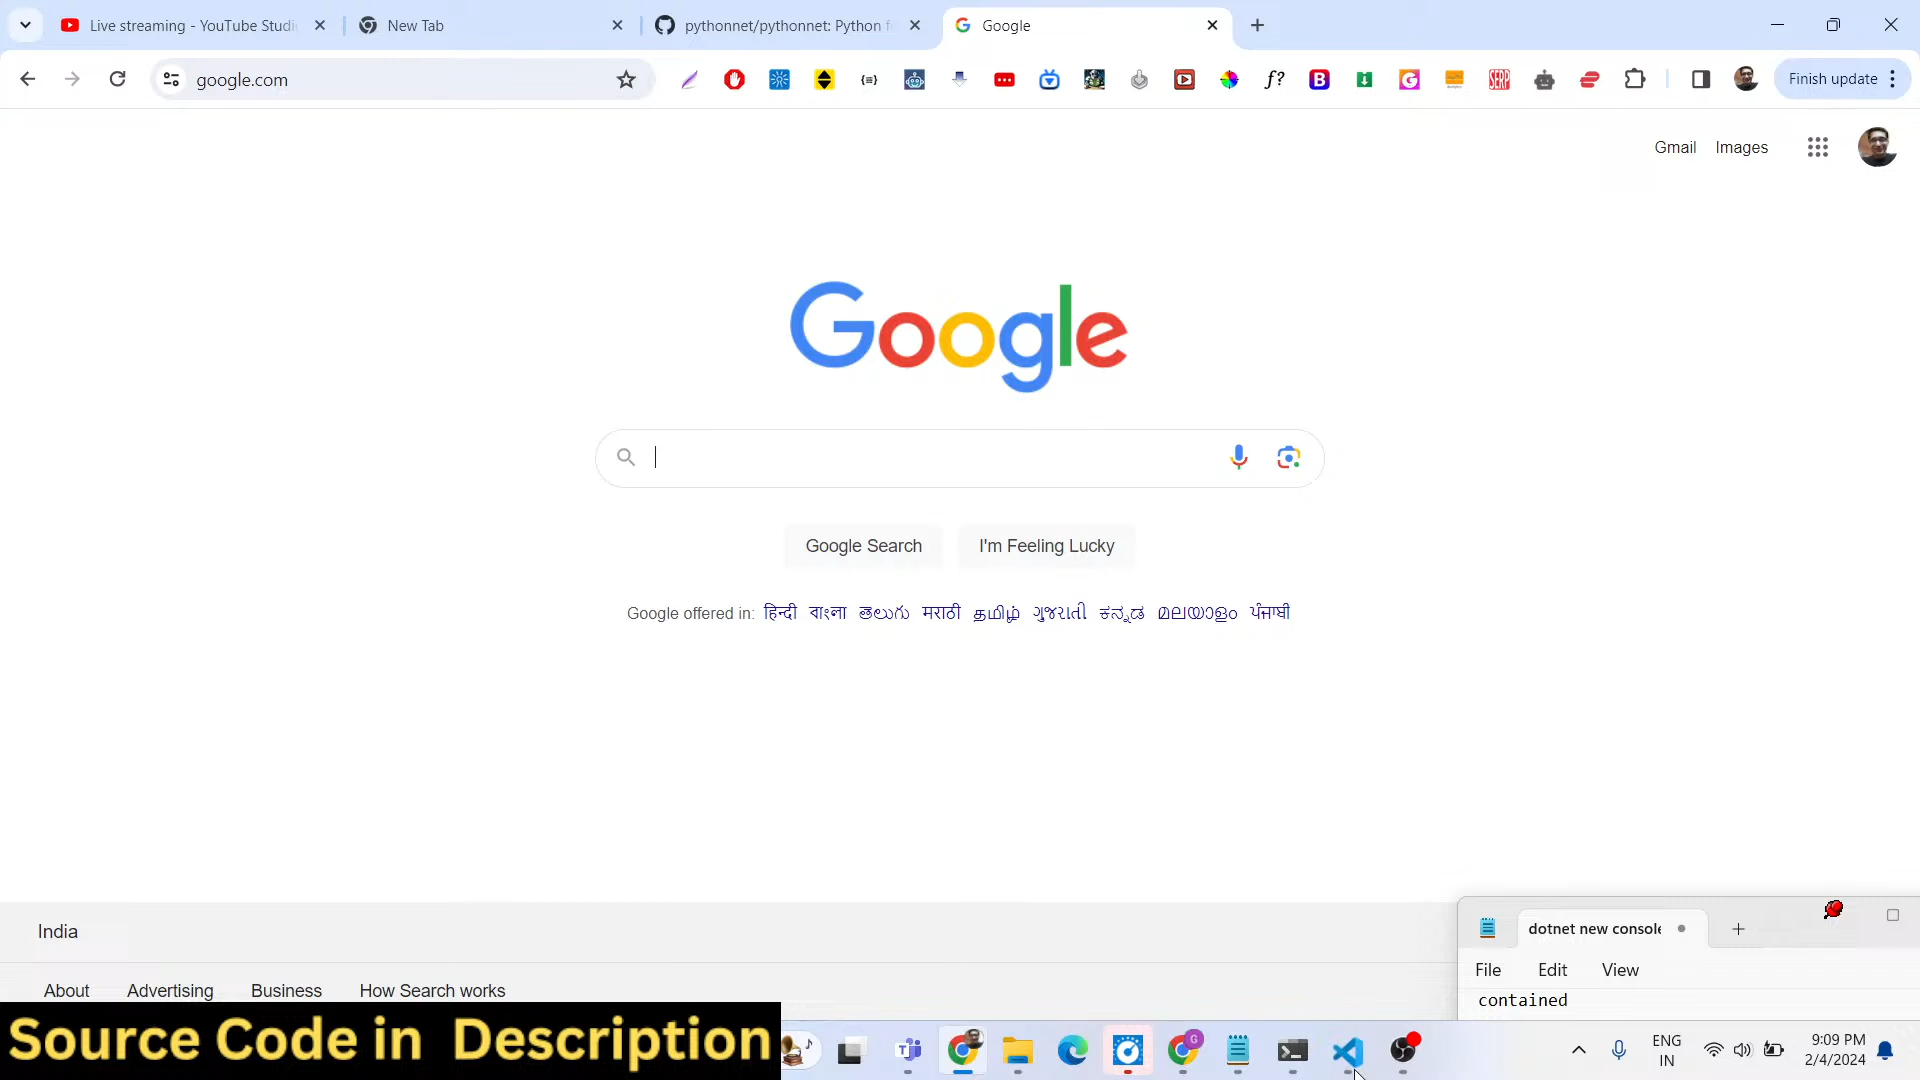 Live streaming - YouTube Studi
New Tab
pythonnet/pythonnet: Python f
Google
google.com
Finish update
Gmail
Images
Google
Google Search
I'm Feeling Lucky
Google offered in: हिन्दी বাংলা తెలుగు मराठी தமிழ் ગુજરાતી ಕನ್ನಡ മലയാളം ਪੰਜਾਬੀ
India
About
Advertising
Business
How Search works
dotnet new console
File
Edit
View
contained
Source Code in Description
ENG
IN
9:09 PM
2/4/2024